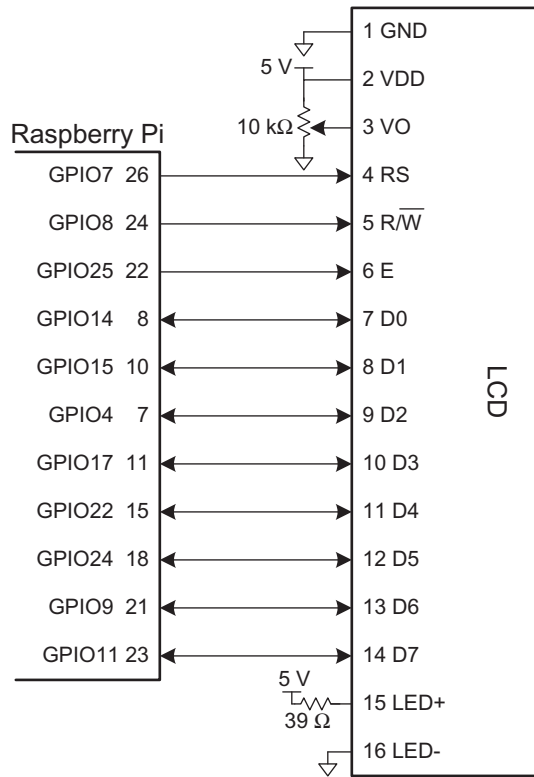 1 GND
5 V
2 VDD
10 kΩ
3 VO
Raspberry Pi
GPIO7 26
4 RS
GPIO8 24
5 R/W̅
GPIO25 22
6 E
GPIO14 8
7 D0
GPIO15 10
8 D1
GPIO4 7
9 D2
GPIO17 11
10 D3
GPIO22 15
11 D4
GPIO24 18
12 D5
GPIO9 21
13 D6
GPIO11 23
14 D7
LCD
5 V
39 Ω
15 LED+
16 LED-